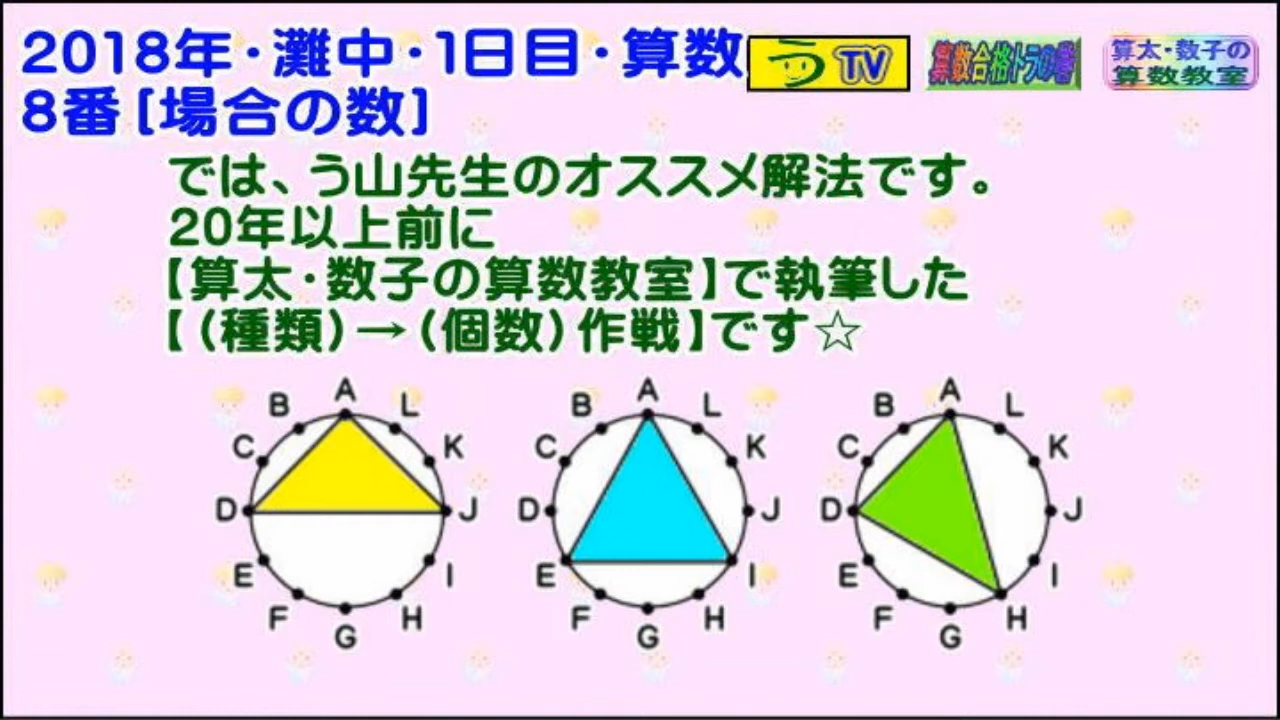 2018年・灘中・1日目・算数
う TV
算数合格トラの巻
算太・数子の
算数教室
8番[場合の数]
では、う山先生のオススメ解法です。
20年以上前に
【算太・数子の算数教室】で執筆した
【(種類)→(個数)作戦】です☆
A
B
L
C
K
D
J
E
I
F
H
G
A
B
L
C
K
D
J
E
I
F
H
G
A
B
L
C
K
D
J
E
I
F
H
G